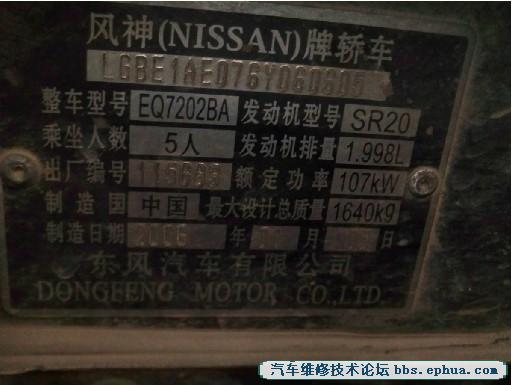 风神(NISSAN)牌轿车
LGBE1AE076Y060605
整车型号 EQ7202BA 发动机型号 SR20
乘坐人数 5人 发动机排量 1.998L
出厂编号 额定功率 107kW
制造国 中国 最大设计总质量 1640k9
制造日期 2006 年 月 日
东风汽车有限公司
DONGFENG MOTOR CO.,LTD.
汽车维修技术论坛 bbs.ephua.com